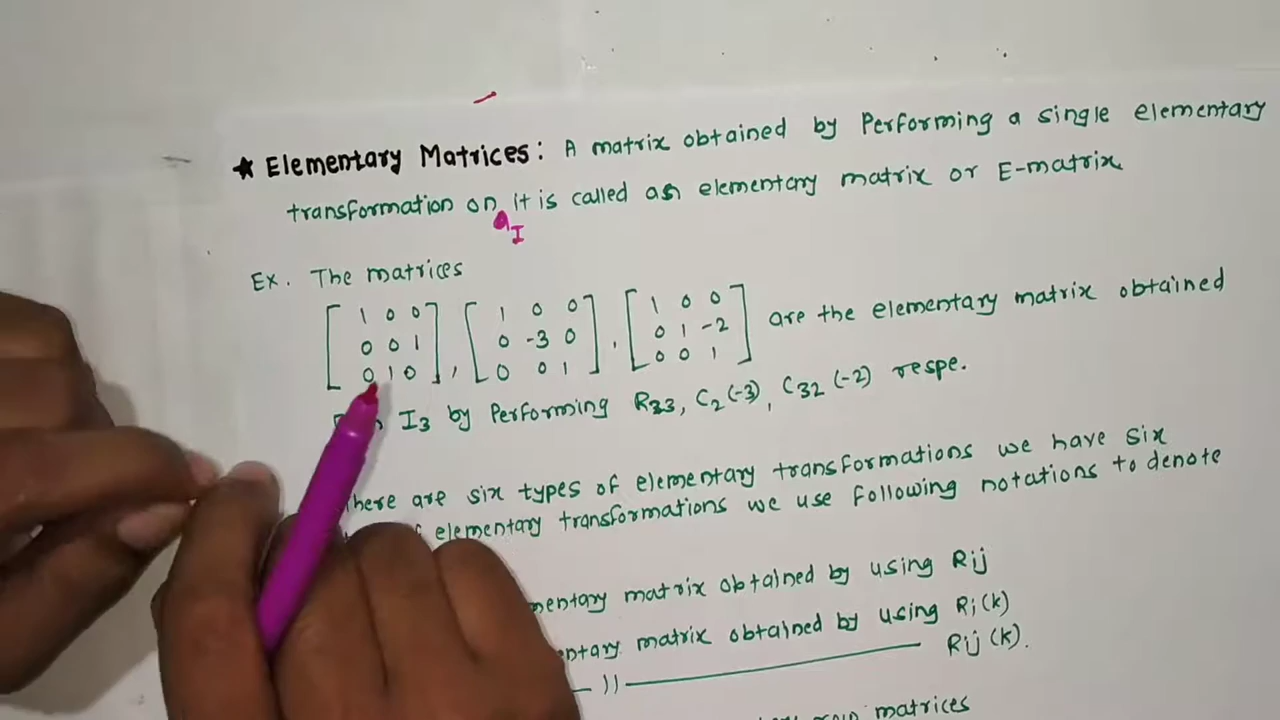 ★ Elementary Matrices: A matrix obtained by Performing a single elementary
transformation on it is called as elementary matrix or E-matrix
a I
Ex. The matrices
[1 0 0 / 0 0 1 / 0 1 0], [1 0 0 / 0 -3 0 / 0 0 1], [1 0 0 / 0 1 -2 / 0 0 1] are the elementary matrix obtained
I3 by Performing R23, C2(-3), C32(-2) respe.
here are six types of elementary transformations we have six
elementary transformations we use following notations to denote
mentary matrix obtained by using Rij
entary matrix obtained by using Ri(k)
— 11 — Rij(k).
matrices